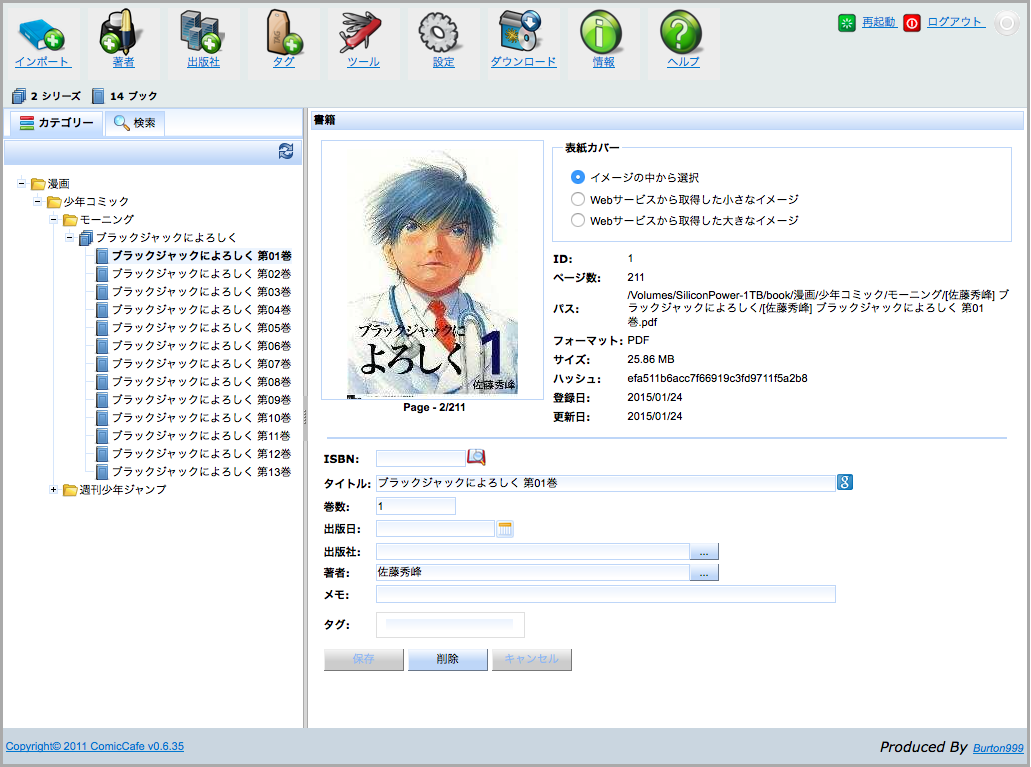 インポート 著者 出版社 タグ ツール 設定 ダウンロード 情報 ヘルプ 再起動 ログアウト
2 シリーズ 14 ブック
カテゴリー 検索
漫画
少年コミック
モーニング
ブラックジャックによろしく
ブラックジャックによろしく 第01巻
ブラックジャックによろしく 第02巻
ブラックジャックによろしく 第03巻
ブラックジャックによろしく 第04巻
ブラックジャックによろしく 第05巻
ブラックジャックによろしく 第06巻
ブラックジャックによろしく 第07巻
ブラックジャックによろしく 第08巻
ブラックジャックによろしく 第09巻
ブラックジャックによろしく 第10巻
ブラックジャックによろしく 第11巻
ブラックジャックによろしく 第12巻
ブラックジャックによろしく 第13巻
週刊少年ジャンプ
書籍
ブラックジャックに
よろしく 1
佐藤秀峰
Page - 2/211
表紙カバー
イメージの中から選択
Webサービスから取得した小さなイメージ
Webサービスから取得した大きなイメージ
ID: 1
ページ数: 211
パス: /Volumes/SiliconPower-1TB/book/漫画/少年コミック/モーニング/[佐藤秀峰] ブ
ラックジャックによろしく/[佐藤秀峰] ブラックジャックによろしく 第01
巻.pdf
フォーマット: PDF
サイズ: 25.86 MB
ハッシュ: efa511b6acc7f66919c3fd9711f5a2b8
登録日: 2015/01/24
更新日: 2015/01/24
ISBN:
タイトル: ブラックジャックによろしく 第01巻
巻数: 1
出版日:
出版社: ...
著者: 佐藤秀峰 ...
メモ:
タグ:
保存 削除 キャンセル
Copyright© 2011 ComicCafe v0.6.35
Produced By Burton999